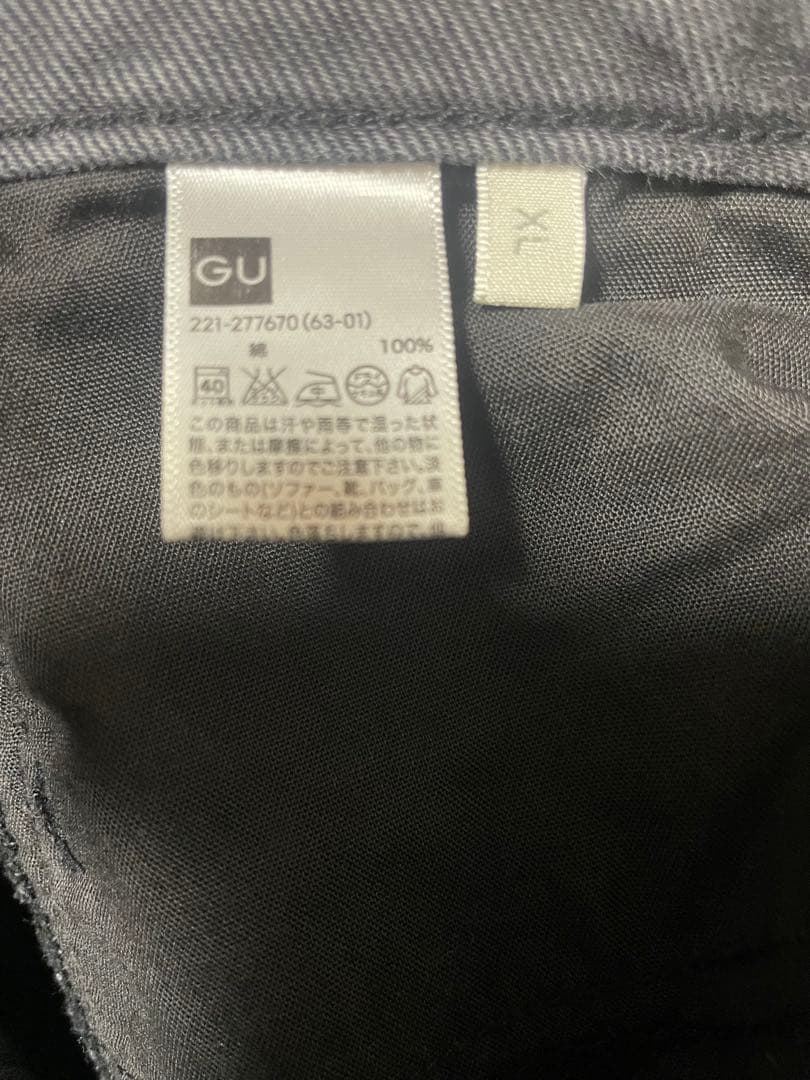 GU
XL
221-277670(63-01)
綿 100%
40
この商品は汗や雨等で湿った状
態、または摩擦によって、他の物に
色移りしますのでご注意下さい。淡
色のもの(ソファー、靴、バッグ、車
のシートなど)との組み合わせはお